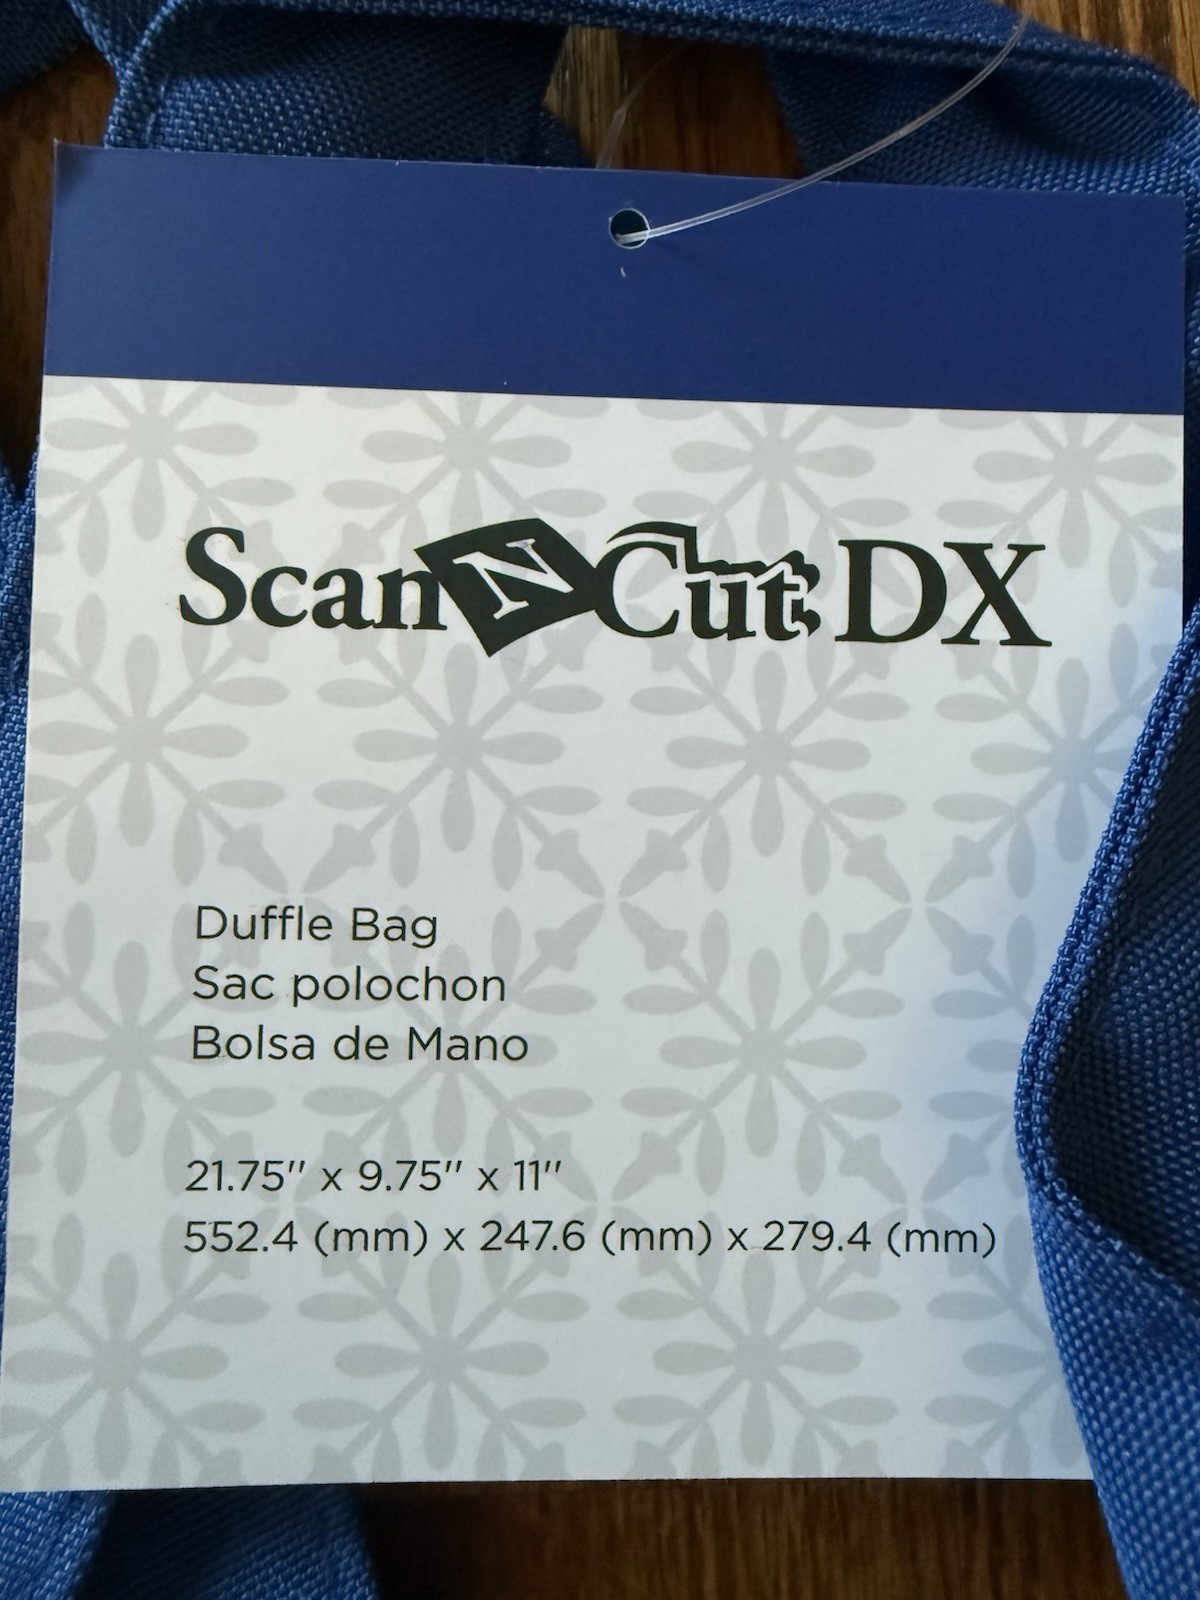 ScanNCut DX
Duffle Bag
Sac polochon
Bolsa de Mano
21.75" x 9.75" x 11"
552.4 (mm) x 247.6 (mm) x 279.4 (mm)